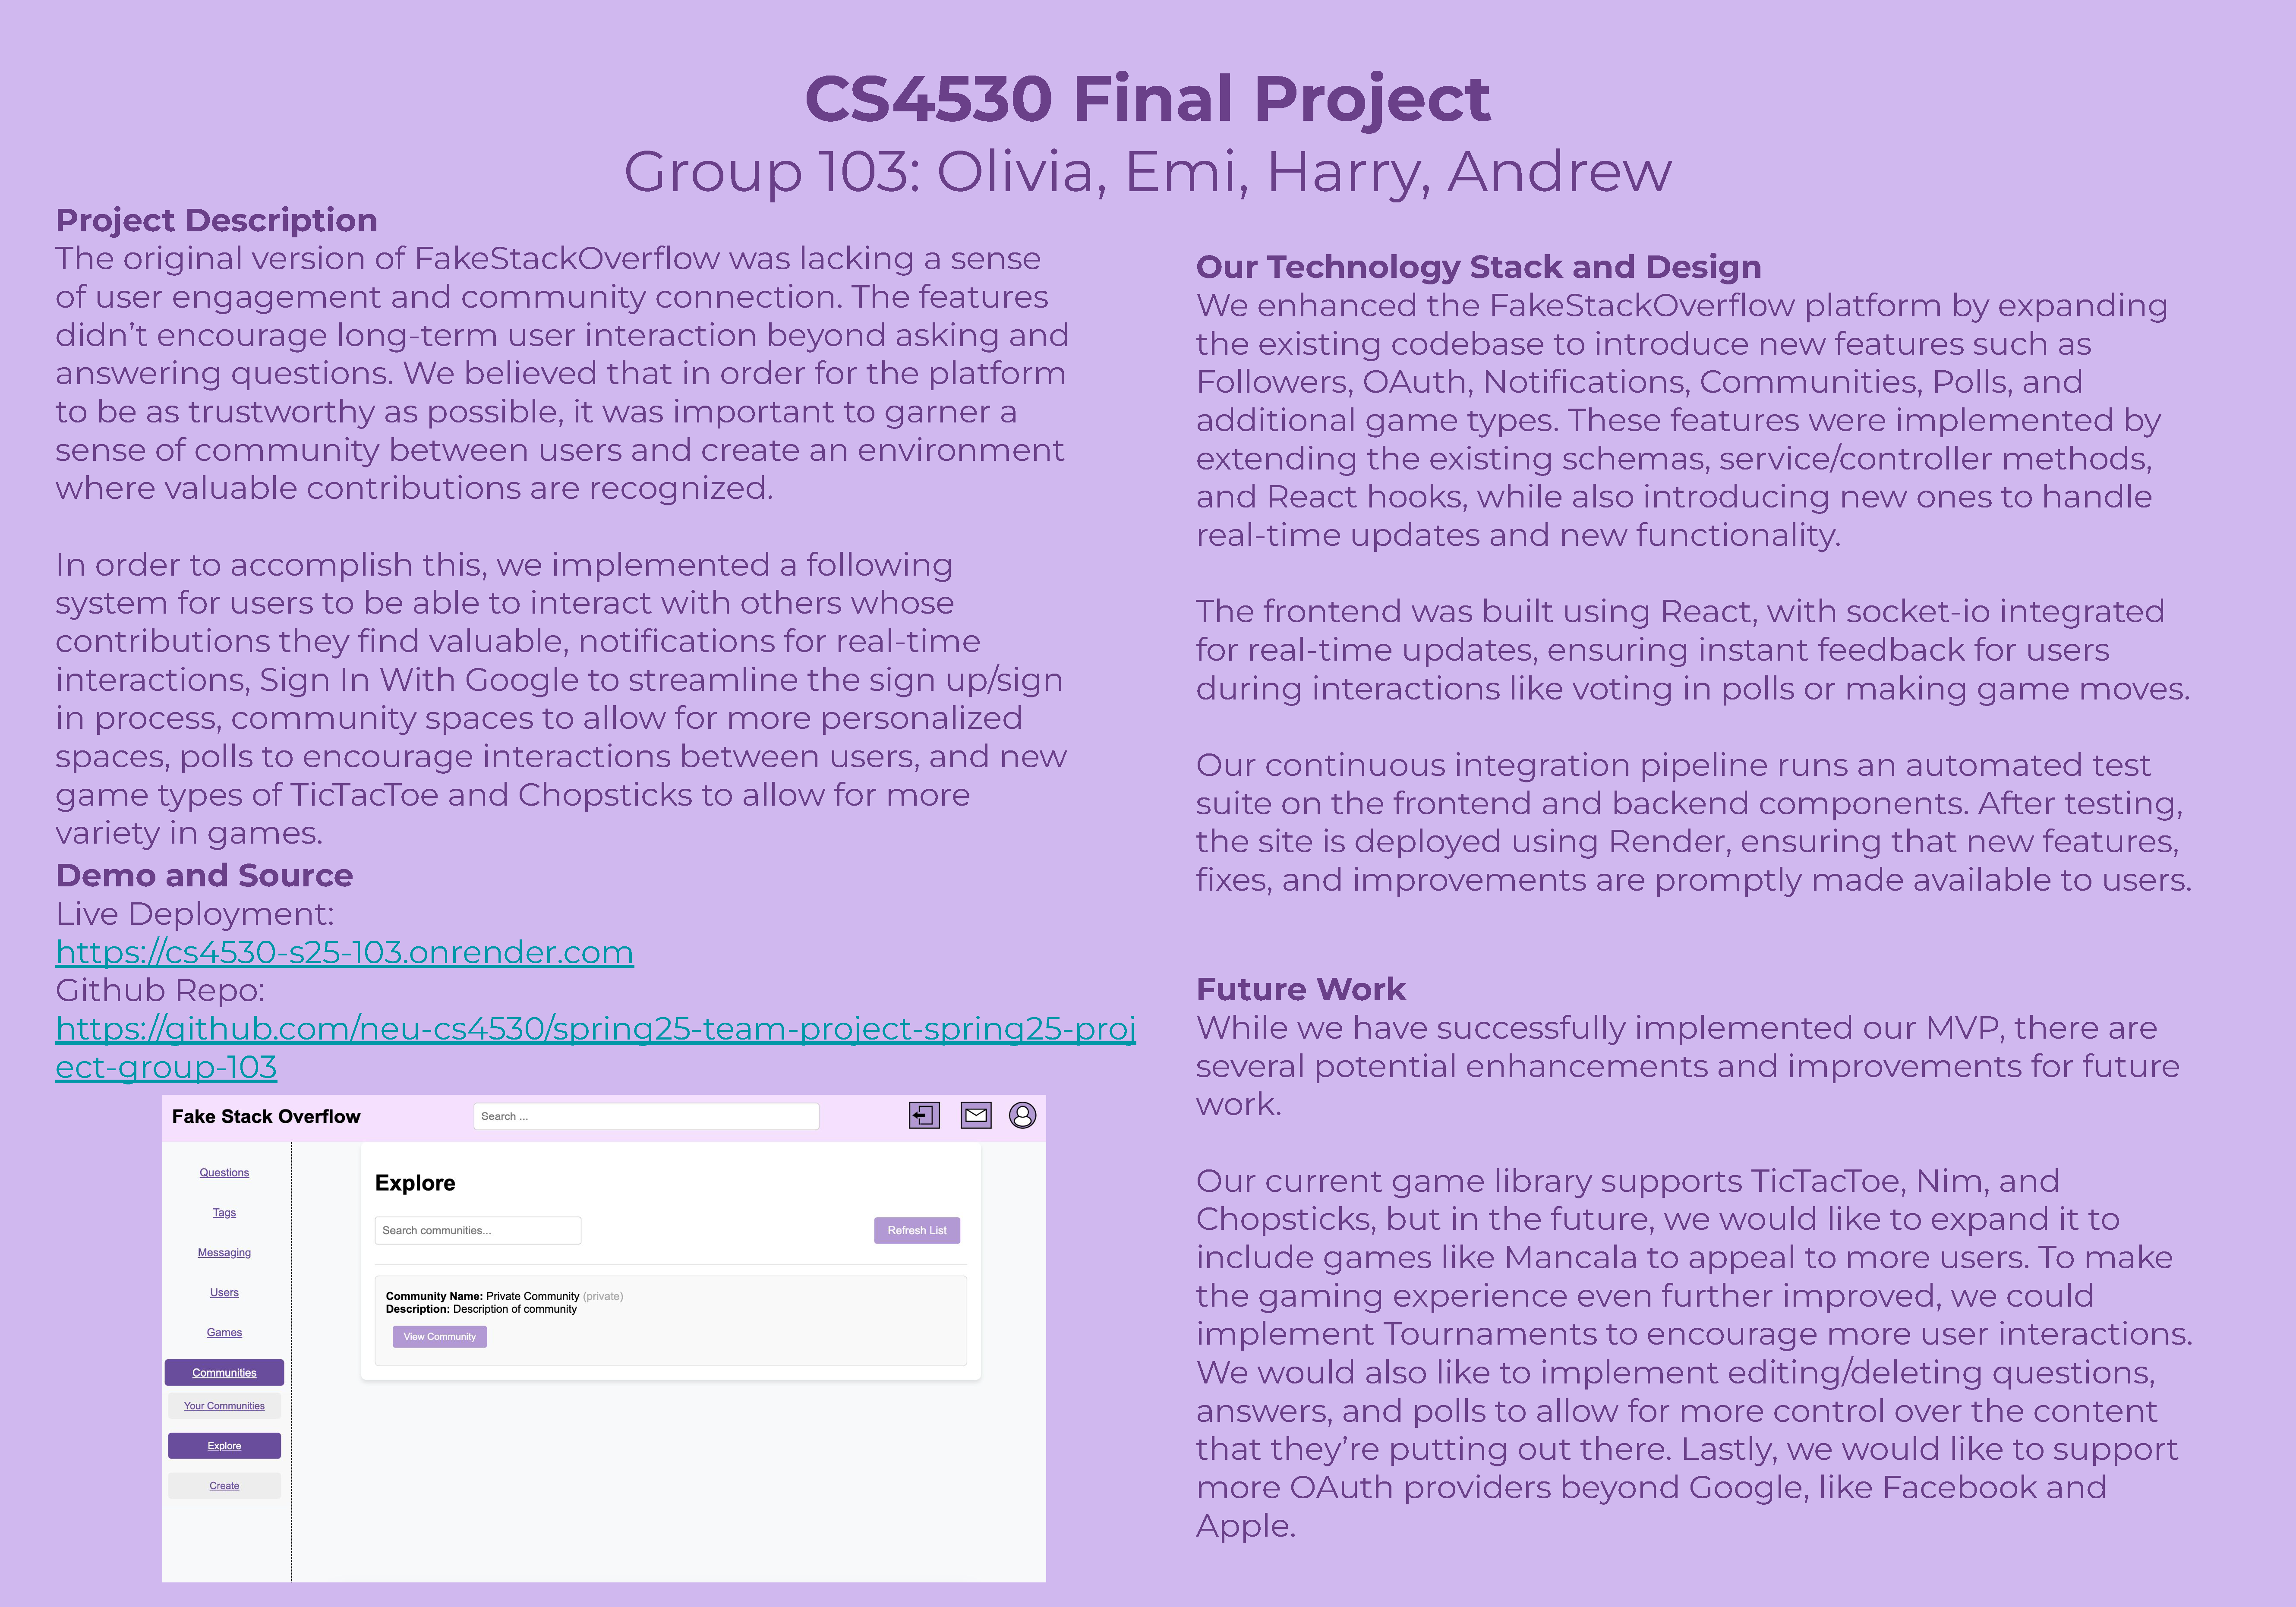 CS4530 Final Project
Group 103: Olivia, Emi, Harry, Andrew
Project Description
The original version of FakeStackOverflow was lacking a sense
of user engagement and community connection. The features
didn’t encourage long-term user interaction beyond asking and
answering questions. We believed that in order for the platform
to be as trustworthy as possible, it was important to garner a
sense of community between users and create an environment
where valuable contributions are recognized.
In order to accomplish this, we implemented a following
system for users to be able to interact with others whose
contributions they find valuable, notifications for real-time
interactions, Sign In With Google to streamline the sign up/sign
in process, community spaces to allow for more personalized
spaces, polls to encourage interactions between users, and new
game types of TicTacToe and Chopsticks to allow for more
variety in games.
Demo and Source
Live Deployment:
https://cs4530-s25-103.onrender.com
Github Repo:
https://github.com/neu-cs4530/spring25-team-project-spring25-proj
ect-group-103
Fake Stack Overflow
Search ...
Questions
Tags
Messaging
Users
Games
Communities
Your Communities
Explore
Create
Explore
Search communities...
Refresh List
Community Name: Private Community (private)
Description: Description of community
View Community
Our Technology Stack and Design
We enhanced the FakeStackOverflow platform by expanding
the existing codebase to introduce new features such as
Followers, OAuth, Notifications, Communities, Polls, and
additional game types. These features were implemented by
extending the existing schemas, service/controller methods,
and React hooks, while also introducing new ones to handle
real-time updates and new functionality.
The frontend was built using React, with socket-io integrated
for real-time updates, ensuring instant feedback for users
during interactions like voting in polls or making game moves.
Our continuous integration pipeline runs an automated test
suite on the frontend and backend components. After testing,
the site is deployed using Render, ensuring that new features,
fixes, and improvements are promptly made available to users.
Future Work
While we have successfully implemented our MVP, there are
several potential enhancements and improvements for future
work.
Our current game library supports TicTacToe, Nim, and
Chopsticks, but in the future, we would like to expand it to
include games like Mancala to appeal to more users. To make
the gaming experience even further improved, we could
implement Tournaments to encourage more user interactions.
We would also like to implement editing/deleting questions,
answers, and polls to allow for more control over the content
that they’re putting out there. Lastly, we would like to support
more OAuth providers beyond Google, like Facebook and
Apple.